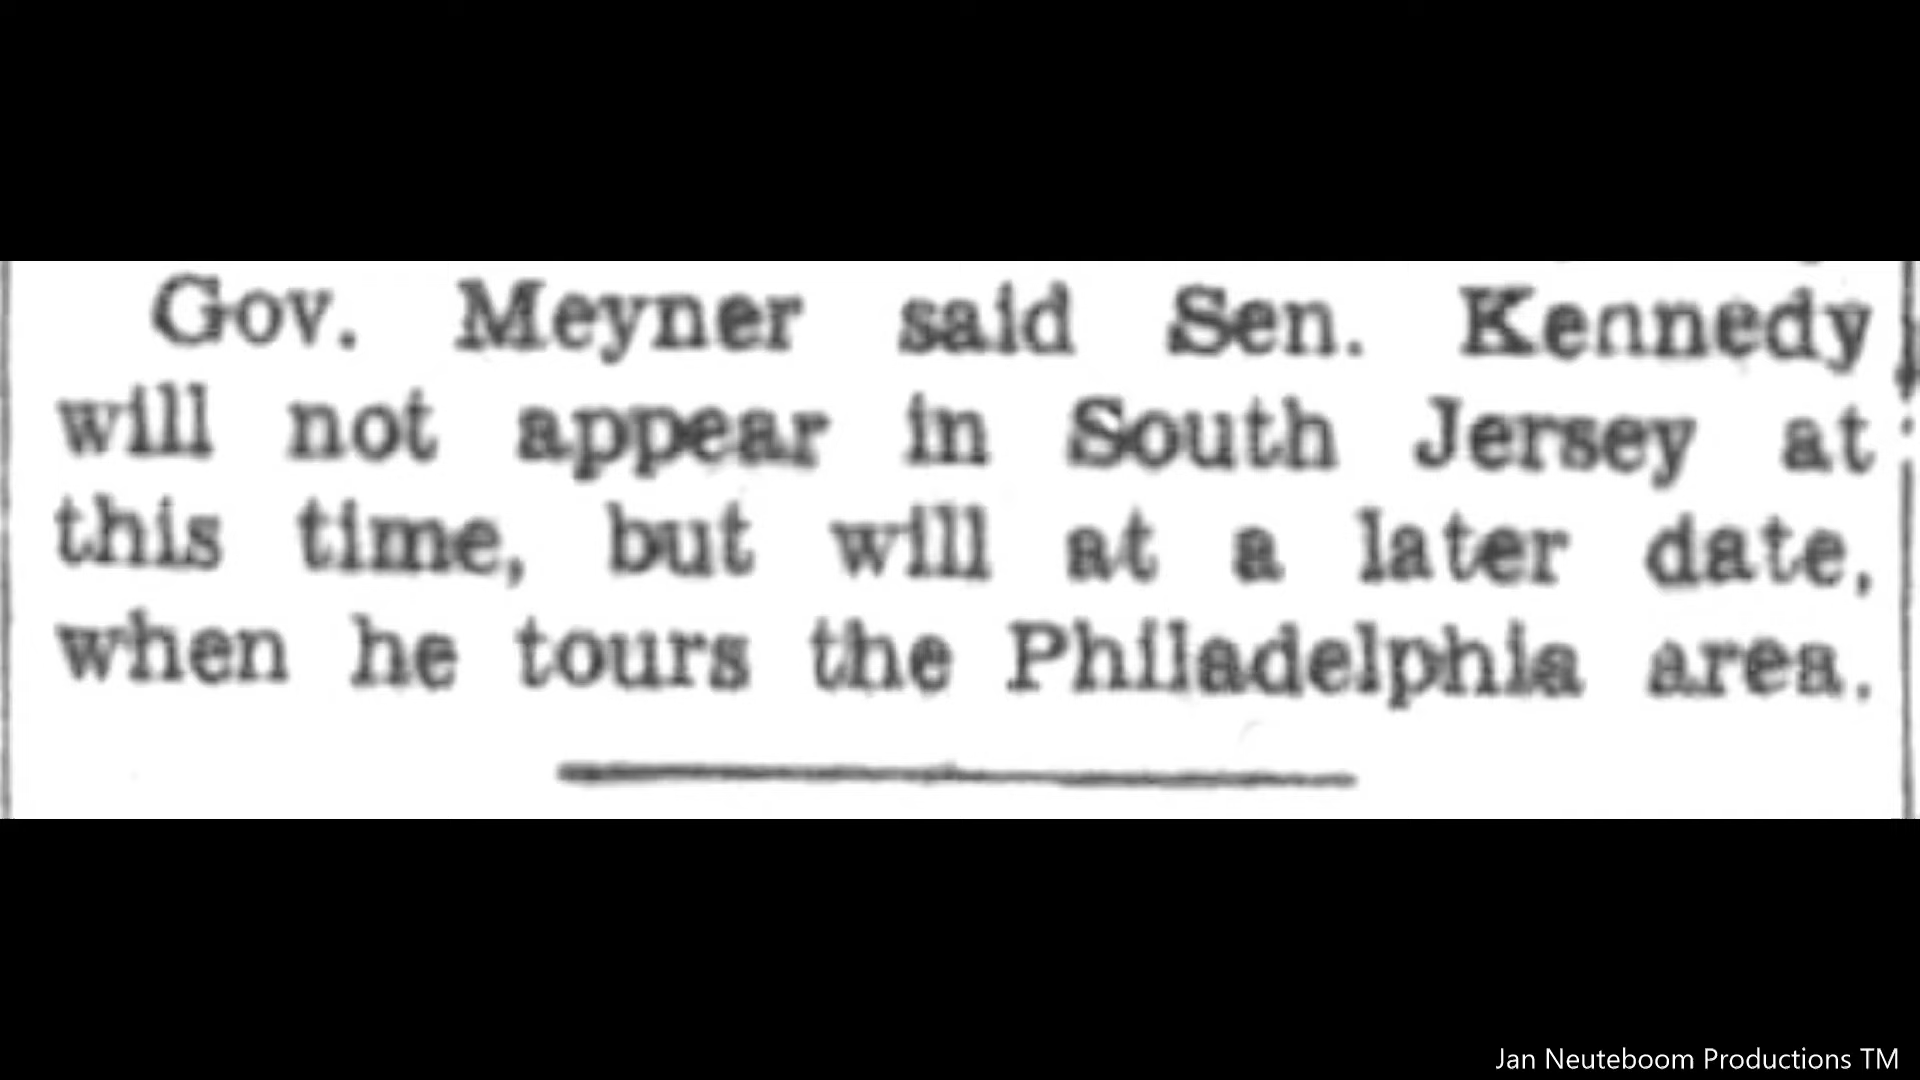 Gov. Meyner said Sen. Kennedy
will not appear in South Jersey at
this time, but will at a later date,
when he tours the Philadelphia area.
Jan Neuteboom Productions TM